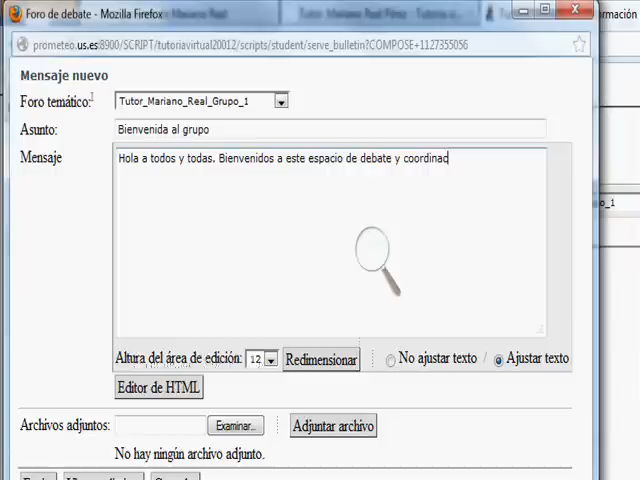 Foro de debate - Mozilla Firefox
prometeo.us.es:8900/SCRIPT/tutoriavirtual20012/scripts/student/serve_bulletin?COMPOSE+1127355056
Mensaje nuevo
Foro temático: Tutor_Mariano_Real_Grupo_1
Asunto: Bienvenida al grupo
Mensaje Hola a todos y todas. Bienvenidos a este espacio de debate y coordinac
Altura del área de edición: 12 Redimensionar No ajustar texto / Ajustar texto
Editor de HTML
Archivos adjuntos: Examinar... Adjuntar archivo
No hay ningún archivo adjunto.